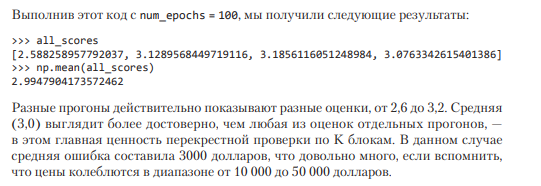 Выполнив этот код с num_epochs = 100, мы получили следующие результаты:
>>> all_scores
[2.588258957792037, 3.1289568449719116, 3.1856116051248984, 3.0763342615401386]
>>> np.mean(all_scores)
2.9947904173572462
Разные прогоны действительно показывают разные оценки, от 2,6 до 3,2. Средняя
(3,0) выглядит более достоверно, чем любая из оценок отдельных прогонов, —
в этом главная ценность перекрестной проверки по K блокам. В данном случае
средняя ошибка составила 3000 долларов, что довольно много, если вспомнить,
что цены колеблются в диапазоне от 10 000 до 50 000 долларов.